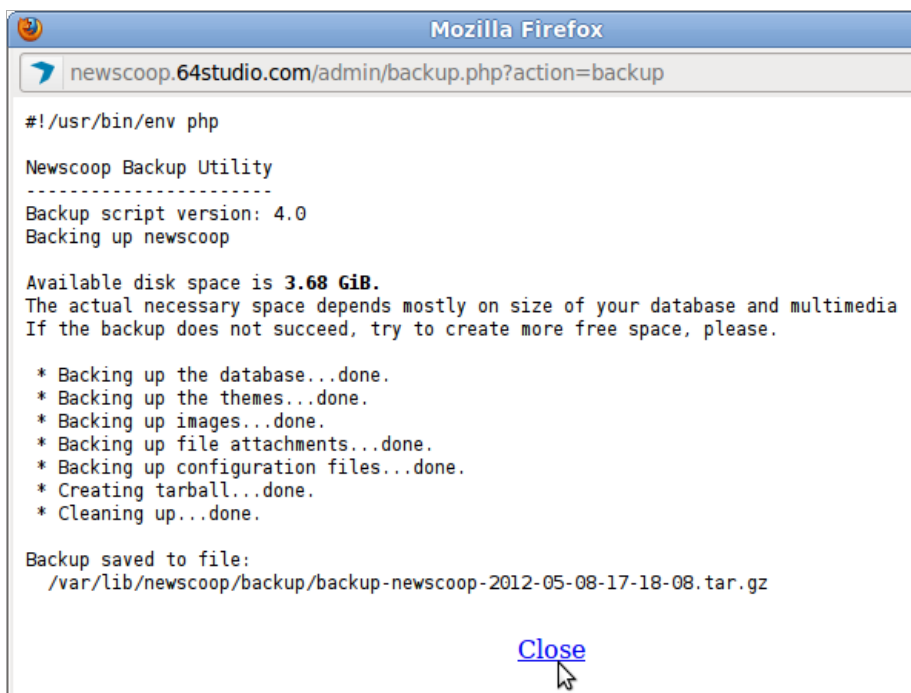 Mozilla Firefox
newscoop.64studio.com/admin/backup.php?action=backup
#!/usr/bin/env php
Newscoop Backup Utility
-----------------------
Backup script version: 4.0
Backing up newscoop
Available disk space is 3.68 GiB.
The actual necessary space depends mostly on size of your database and multimedia
If the backup does not succeed, try to create more free space, please.
* Backing up the database...done.
* Backing up the themes...done.
* Backing up images...done.
* Backing up file attachments...done.
* Backing up configuration files...done.
* Creating tarball...done.
* Cleaning up...done.
Backup saved to file:
/var/lib/newscoop/backup/backup-newscoop-2012-05-08-17-18-08.tar.gz
Close